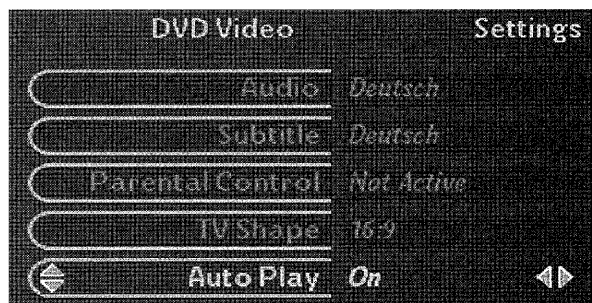 DVD Video Settings
Audio Deutsch
Subtitle Deutsch
Parental Control Not Active
TV Shape 16:9
Auto Play On